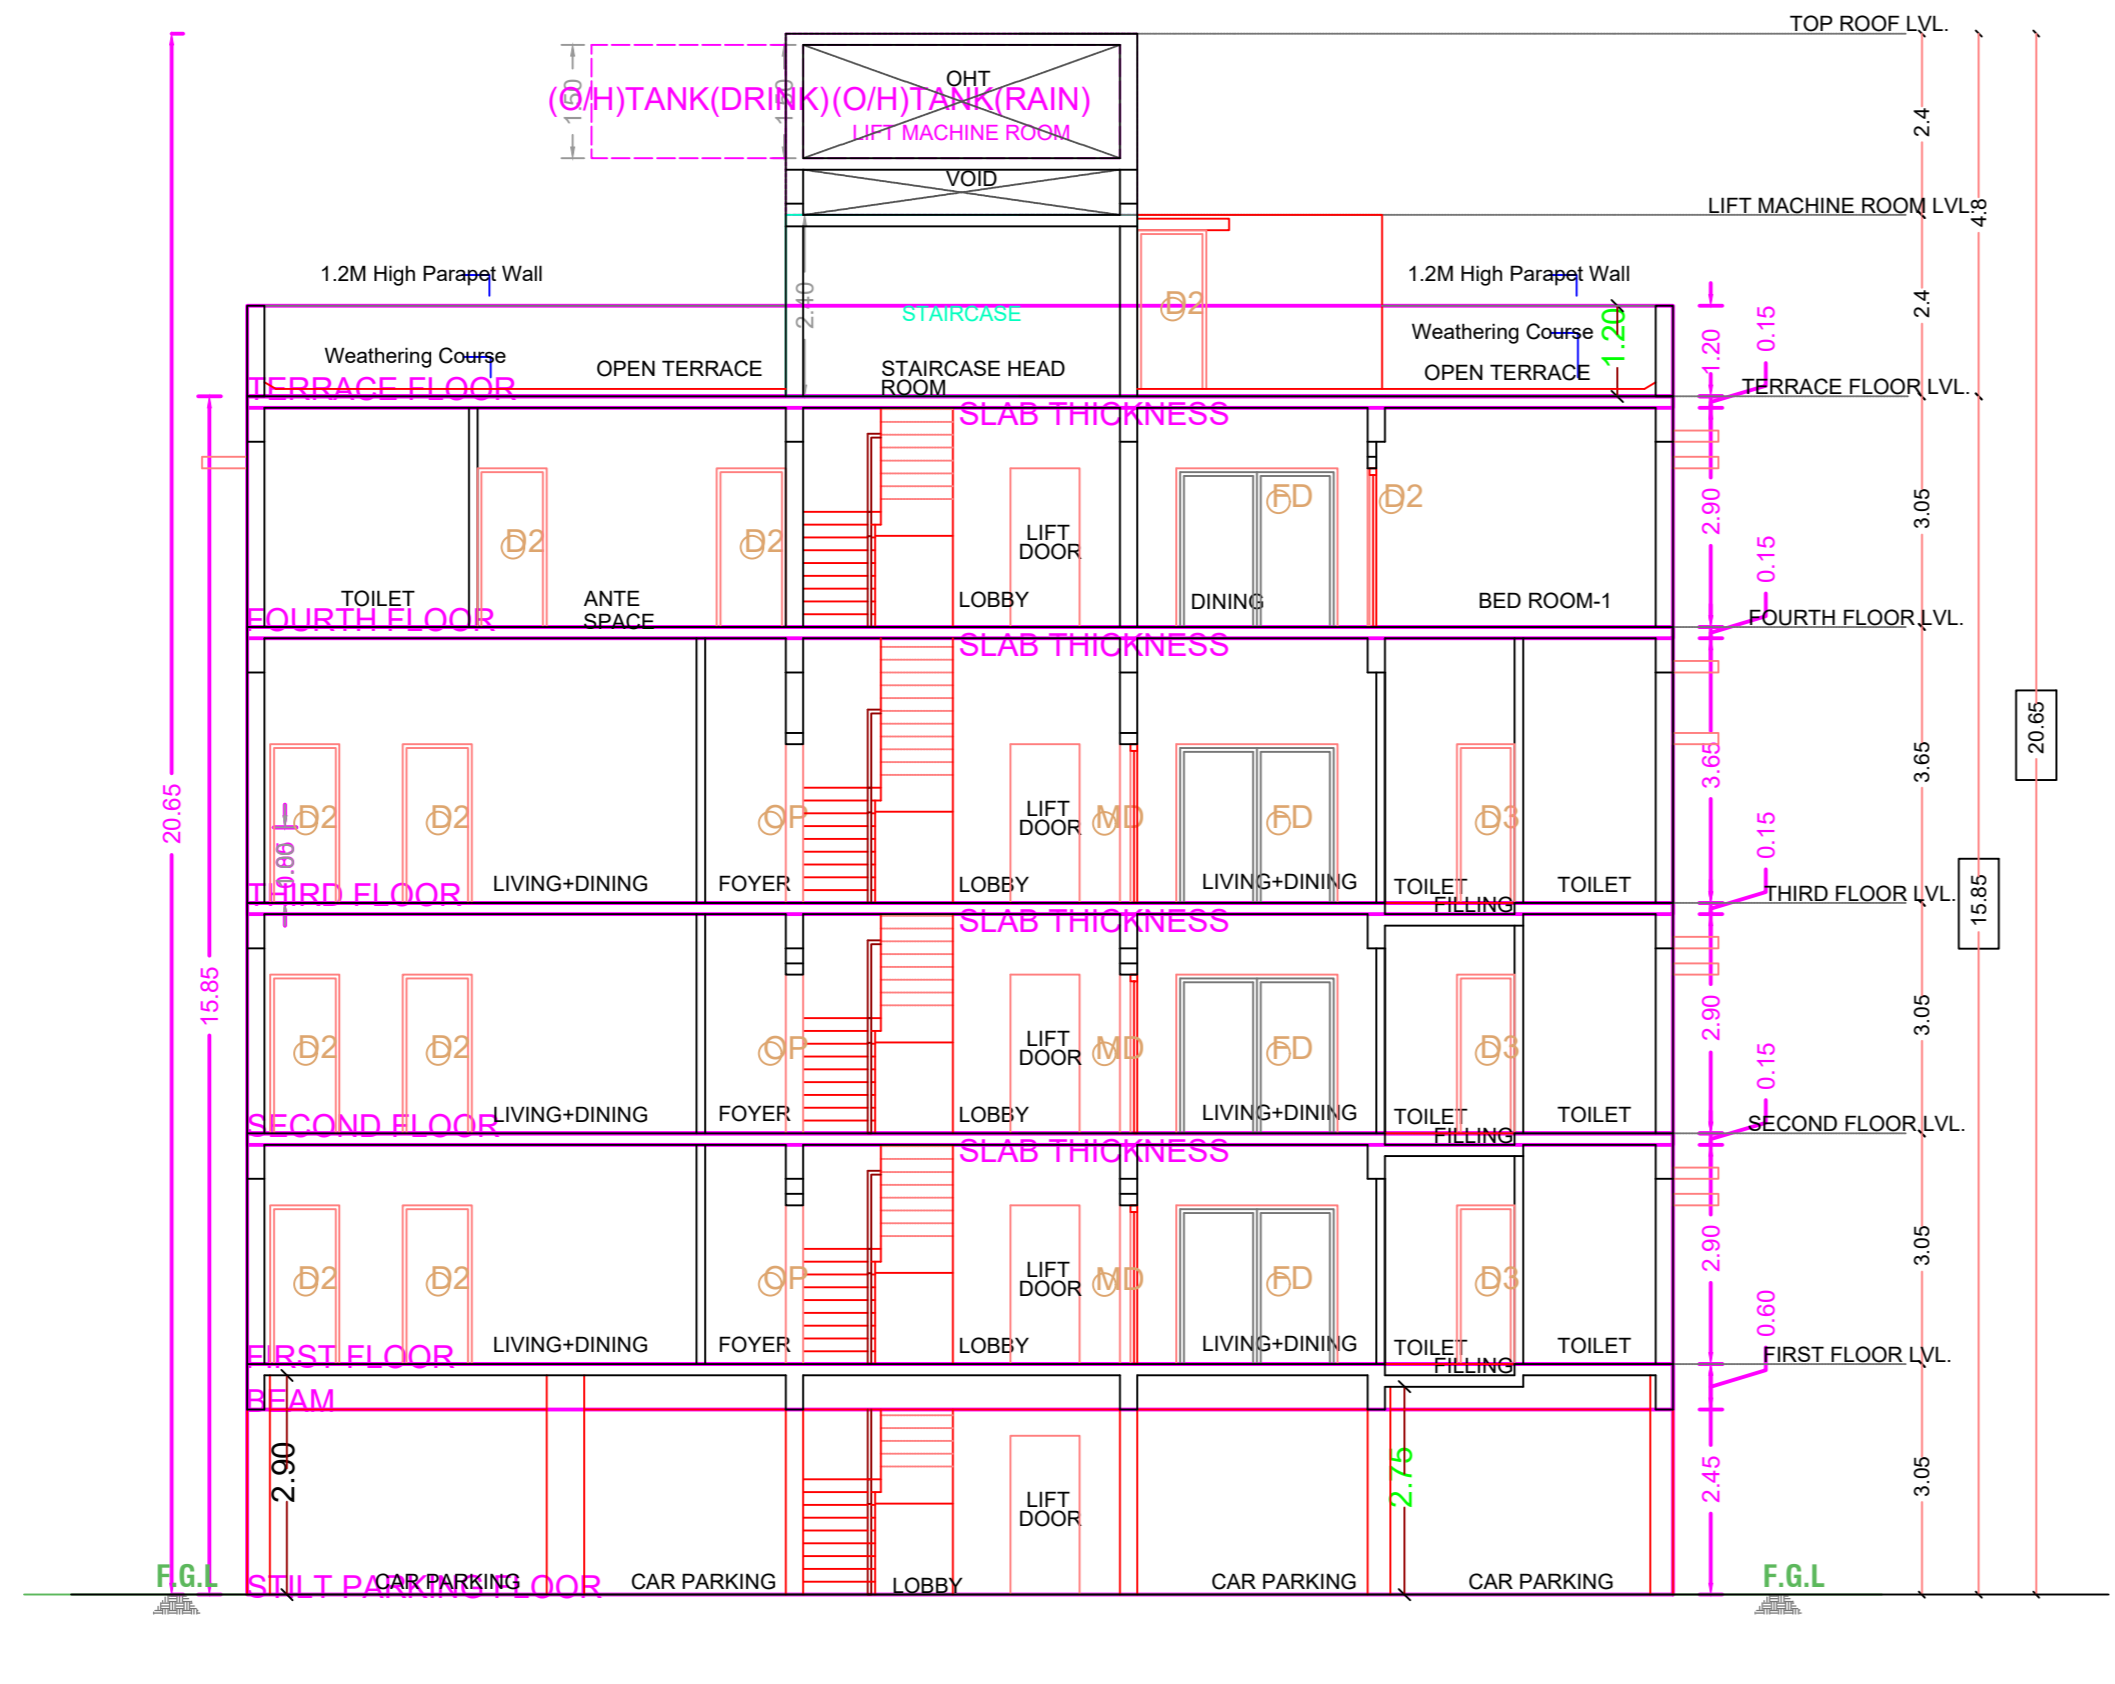 TOP ROOF LVL.
OHT
1.50
1.50
(O/H)TANK(DRINK)
(O/H)TANK(RAIN)
2.4
LIFT MACHINE ROOM
VOID
LIFT MACHINE ROOM LVL.
4.8
1.2M High Parapet Wall
1.2M High Parapet Wall
2.40
D2
2.4
STAIRCASE
1.20
1.20
0.15
Weathering Course
Weathering Course
OPEN TERRACE
STAIRCASE HEAD
ROOM
OPEN TERRACE
TERRACE FLOOR
TERRACE FLOOR LVL.
SLAB THICKNESS
FD
D2
2.90
3.05
D2
D2
LIFT
DOOR
0.15
TOILET
ANTE
SPACE
LOBBY
DINING
BED ROOM-1
FOURTH FLOOR
FOURTH FLOOR LVL.
SLAB THICKNESS
20.65
20.65
3.65
3.65
D2
D2
OP
LIFT
DOOR
MD
FD
D3
0.15
LIVING+DINING
FOYER
LOBBY
LIVING+DINING
TOILET
TOILET
THIRD FLOOR
FILLING
THIRD FLOOR LVL.
15.85
SLAB THICKNESS
15.85
2.90
3.05
D2
D2
OP
LIFT
DOOR
MD
FD
D3
0.15
LIVING+DINING
FOYER
LOBBY
LIVING+DINING
TOILET
TOILET
SECOND FLOOR
FILLING
SECOND FLOOR LVL.
SLAB THICKNESS
2.90
3.05
D2
D2
OP
LIFT
DOOR
MD
FD
D3
0.60
LIVING+DINING
FOYER
LOBBY
LIVING+DINING
TOILET
TOILET
FIRST FLOOR
FILLING
FIRST FLOOR LVL.
BEAM
2.90
2.75
2.45
3.05
LIFT
DOOR
F.G.L
F.G.L
STILT PARKING FLOOR
CAR PARKING
CAR PARKING
LOBBY
CAR PARKING
CAR PARKING